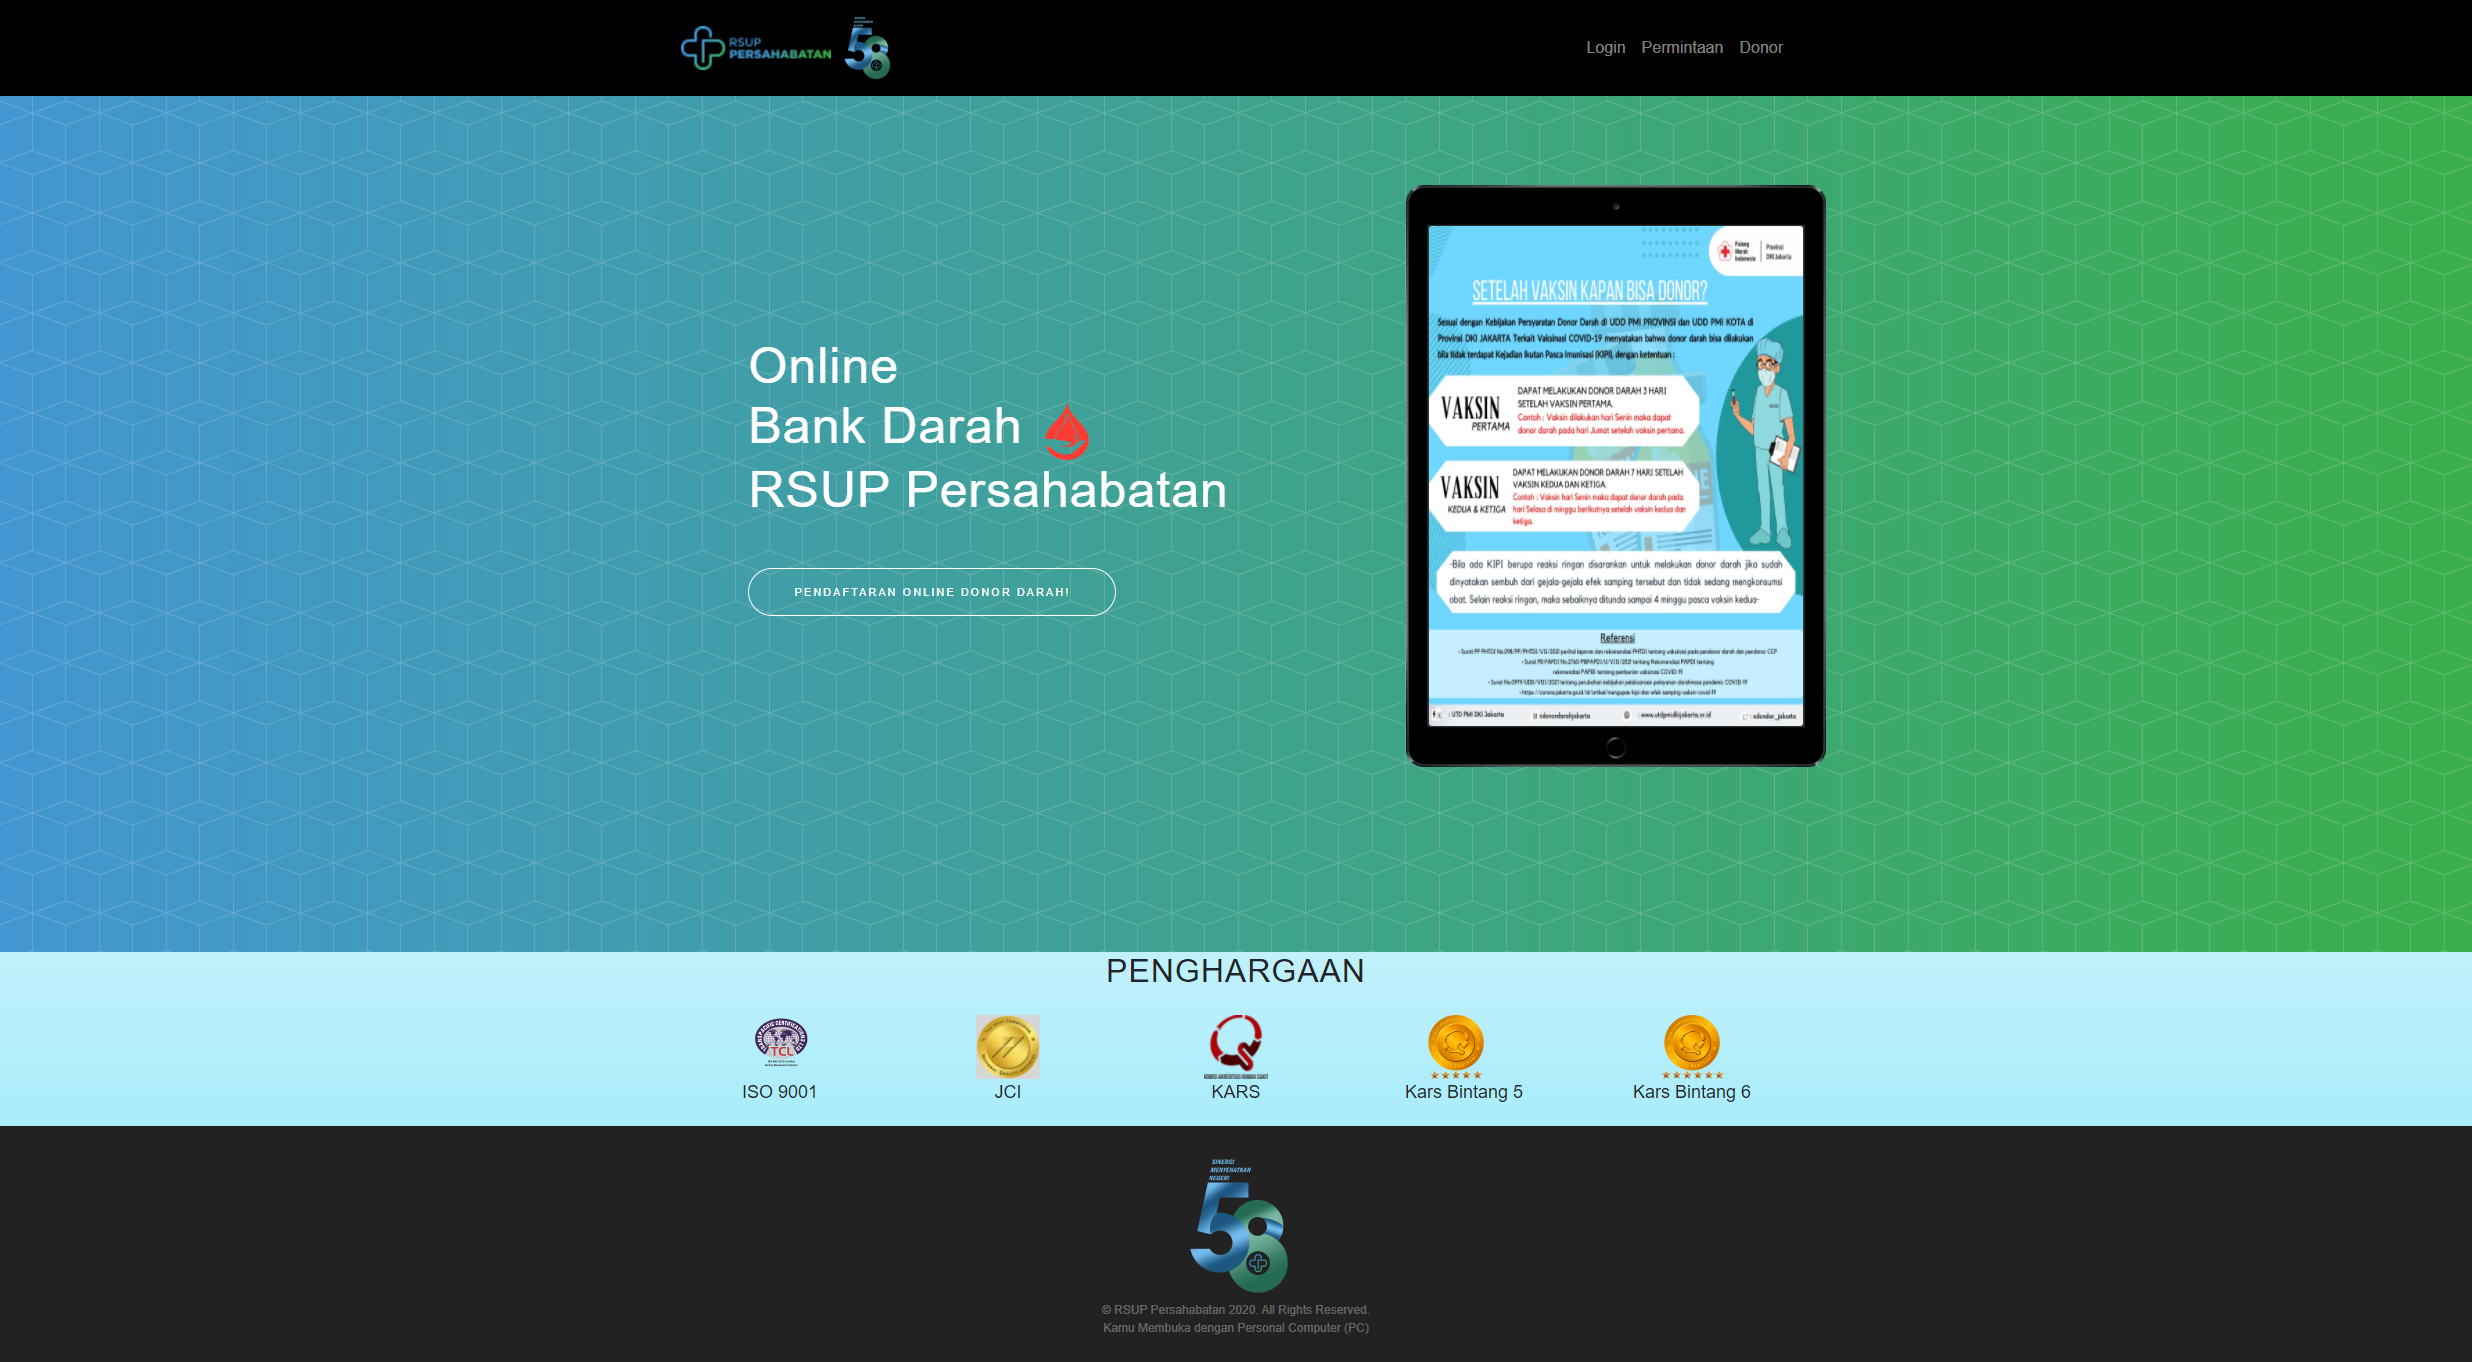 RSUP
PERSAHABATAN
58
Login Permintaan Donor
Online
Bank Darah
RSUP Persahabatan
PENDAFTARAN ONLINE DONOR DARAH!
Palang
Merah
Indonesia
Provinsi
DKI Jakarta
SETELAH VAKSIN KAPAN BISA DONOR?
Sesuai dengan Kebijakan Persyaratan Donor Darah di UDD PMI PROVINSI dan UDD PMI KOTA di
Provinsi DKI JAKARTA Terkait Vaksinasi COVID-19 menyatakan bahwa donor darah bisa dilakukan
bila tidak terdapat Kejadian Ikutan Pasca Imunisasi (KIPI), dengan ketentuan :
VAKSIN
PERTAMA
DAPAT MELAKUKAN DONOR DARAH 3 HARI
SETELAH VAKSIN PERTAMA.
Contoh : Vaksin dilakukan hari Senin maka dapat
donor darah pada hari Jumat setelah vaksin pertama.
VAKSIN
KEDUA & KETIGA
DAPAT MELAKUKAN DONOR DARAH 7 HARI SETELAH
VAKSIN KEDUA DAN KETIGA.
Contoh : Vaksin hari Senin maka dapat donor darah pada
hari Selasa di minggu berikutnya setelah vaksin kedua dan
ketiga.
-Bila ada KIPI berupa reaksi ringan disarankan untuk melakukan donor darah jika sudah
dinyatakan sembuh dari gejala-gejala efek samping tersebut dan tidak sedang mengkonsumsi
obat. Selain reaksi ringan, maka sebaiknya ditunda sampai 4 minggu pasca vaksin kedua-
Referensi
rekomendasi PAPDI tentang pemberian vaksinasi COVID-19
: UTD PMI DKI Jakarta
: www.utdpmidkijakarta.or.id
PENGHARGAAN
TCL
ISO 9001
JCI
KARS
Kars Bintang 5
Kars Bintang 6
SINERGI
MENYEHATKAN
NEGERI
58
© RSUP Persahabatan 2020. All Rights Reserved.
Kamu Membuka dengan Personal Computer (PC)